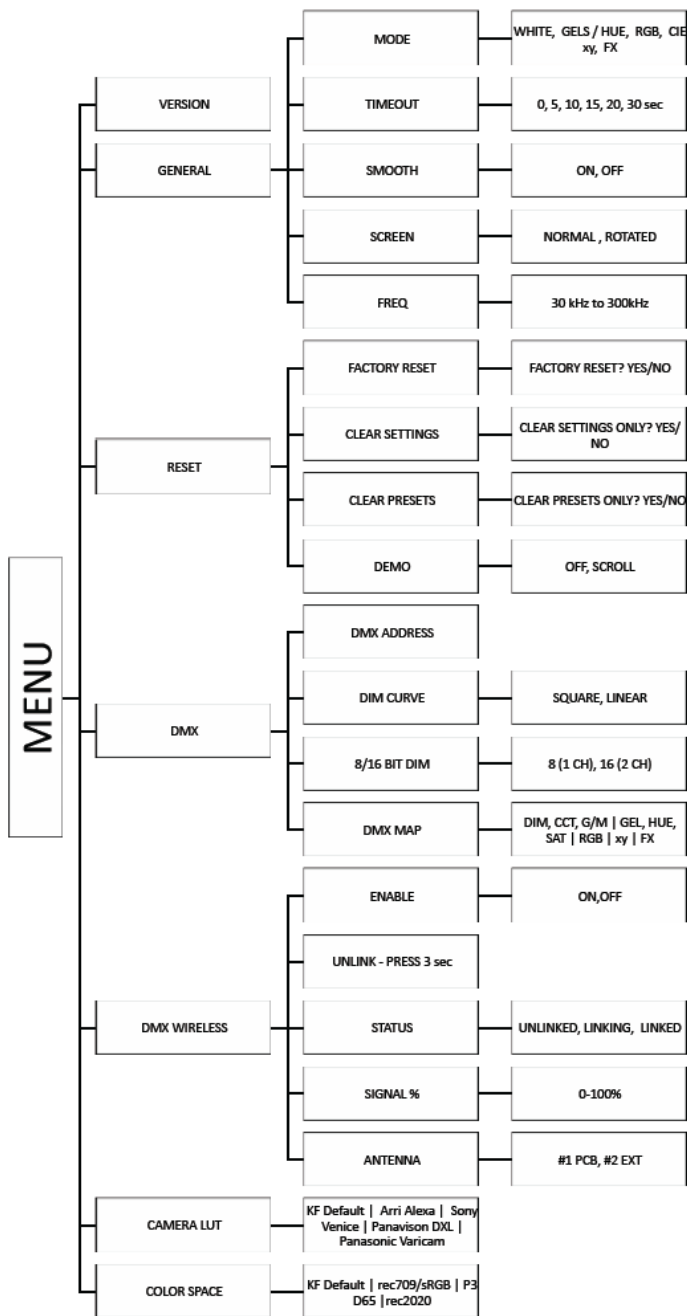 MENU
VERSION
GENERAL
MODE
WHITE, GELS / HUE, RGB, CIE
xy, FX
TIMEOUT
0, 5, 10, 15, 20, 30 sec
SMOOTH
ON, OFF
SCREEN
NORMAL , ROTATED
FREQ
30 kHz to 300kHz
RESET
FACTORY RESET
FACTORY RESET? YES/NO
CLEAR SETTINGS
CLEAR SETTINGS ONLY? YES/
NO
CLEAR PRESETS
CLEAR PRESETS ONLY? YES/NO
DEMO
OFF, SCROLL
DMX
DMX ADDRESS
DIM CURVE
SQUARE, LINEAR
8/16 BIT DIM
8 (1 CH), 16 (2 CH)
DMX MAP
DIM, CCT, G/M | GEL, HUE,
SAT | RGB | xy | FX
DMX WIRELESS
ENABLE
ON,OFF
UNLINK - PRESS 3 sec
STATUS
UNLINKED, LINKING, LINKED
SIGNAL %
0-100%
ANTENNA
#1 PCB, #2 EXT
CAMERA LUT
KF Default | Arri Alexa | Sony
Venice | Panavison DXL |
Panasonic Varicam
COLOR SPACE
KF Default | rec709/sRGB | P3
D65 |rec2020